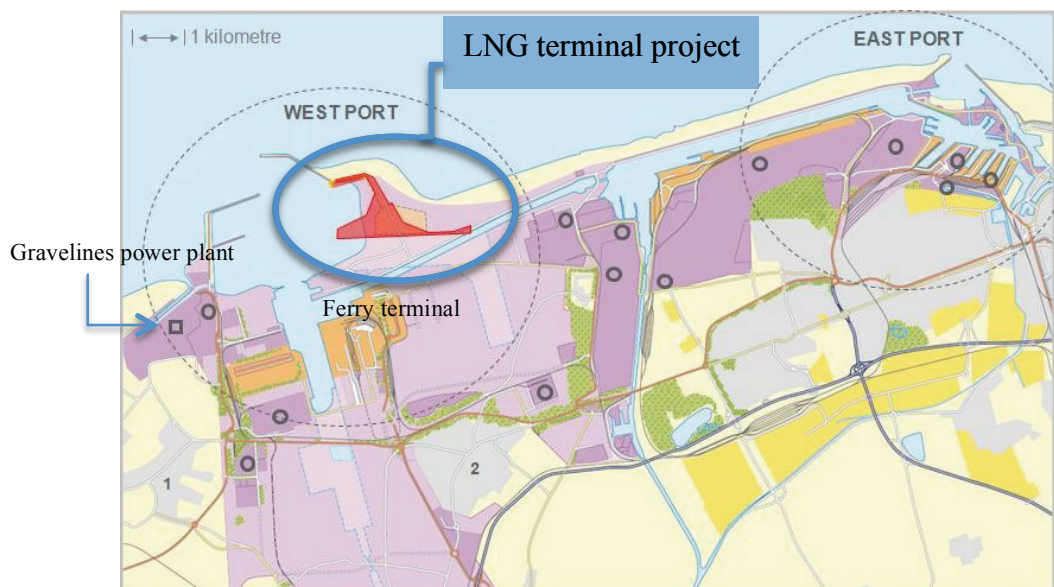 1 kilometre
LNG terminal project
EAST PORT
WEST PORT
Gravelines power plant
Ferry terminal
1
2